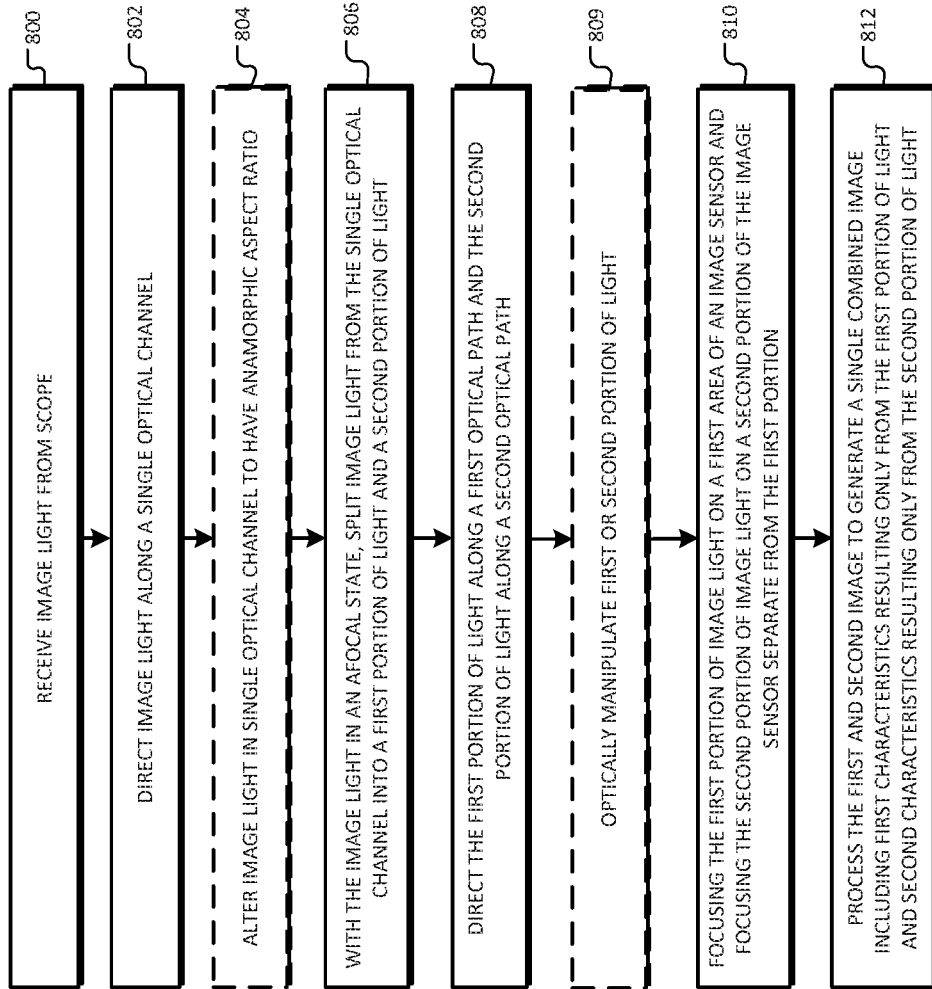 RECEIVE IMAGE LIGHT FROM SCOPE
800
DIRECT IMAGE LIGHT ALONG A SINGLE OPTICAL CHANNEL
802
ALTER IMAGE LIGHT IN SINGLE OPTICAL CHANNEL TO HAVE ANAMORPHIC ASPECT RATIO
804
WITH THE IMAGE LIGHT IN AN AFOCAL STATE, SPLIT IMAGE LIGHT FROM THE SINGLE OPTICAL
CHANNEL INTO A FIRST PORTION OF LIGHT AND A SECOND PORTION OF LIGHT
806
DIRECT THE FIRST PORTION OF LIGHT ALONG A FIRST OPTICAL PATH AND THE SECOND
PORTION OF LIGHT ALONG A SECOND OPTICAL PATH
808
OPTICALLY MANIPULATE FIRST OR SECOND PORTION OF LIGHT
809
FOCUSING THE FIRST PORTION OF IMAGE LIGHT ON A FIRST AREA OF AN IMAGE SENSOR AND
FOCUSING THE SECOND PORTION OF IMAGE LIGHT ON A SECOND PORTION OF THE IMAGE
SENSOR SEPARATE FROM THE FIRST PORTION
810
PROCESS THE FIRST AND SECOND IMAGE TO GENERATE A SINGLE COMBINED IMAGE
INCLUDING FIRST CHARACTERISTICS RESULTING ONLY FROM THE FIRST PORTION OF LIGHT
AND SECOND CHARACTERISTICS RESULTING ONLY FROM THE SECOND PORTION OF LIGHT
812